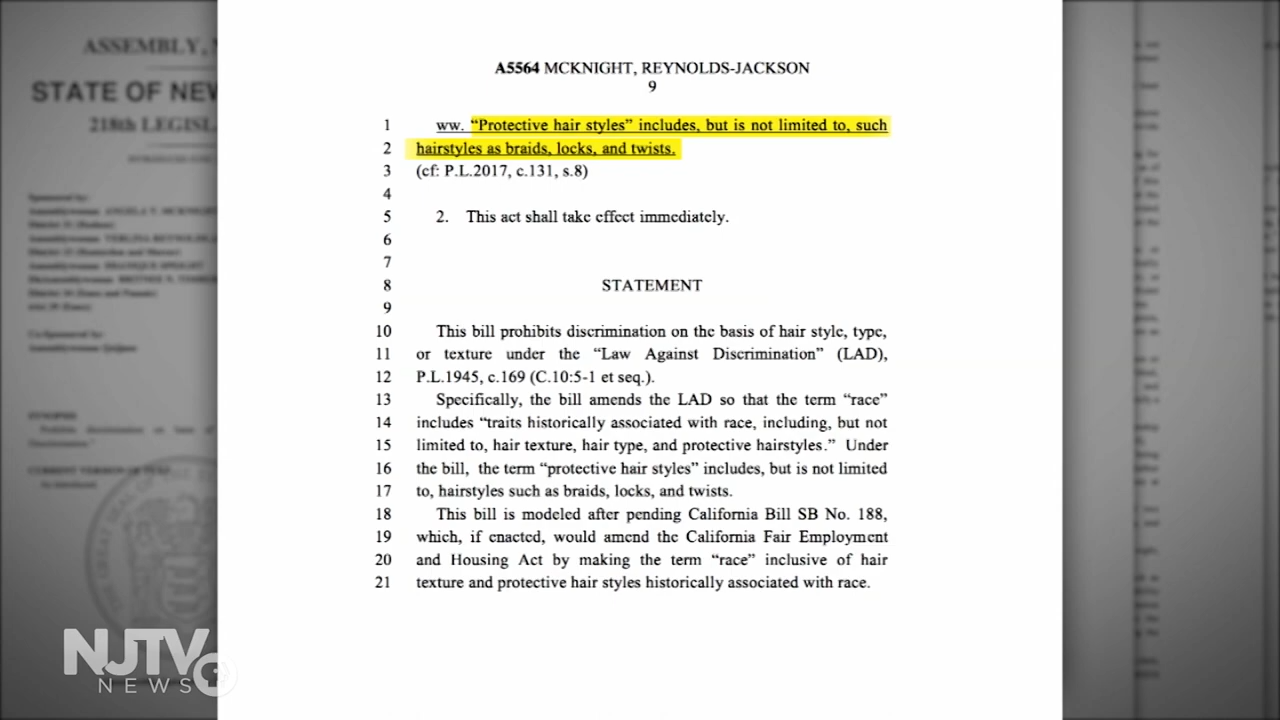 ASSEMBLY,
STATE OF NEW
218th LEGISL
A5564 MCKNIGHT, REYNOLDS-JACKSON
9
1 ww. “Protective hair styles” includes, but is not limited to, such
2 hairstyles as braids, locks, and twists.
3 (cf: P.L.2017, c.131, s.8)
4
5 2. This act shall take effect immediately.
6
7
8 STATEMENT
9
10 This bill prohibits discrimination on the basis of hair style, type,
11 or texture under the “Law Against Discrimination” (LAD),
12 P.L.1945, c.169 (C.10:5-1 et seq.).
13 Specifically, the bill amends the LAD so that the term “race”
14 includes “traits historically associated with race, including, but not
15 limited to, hair texture, hair type, and protective hairstyles.” Under
16 the bill, the term “protective hair styles” includes, but is not limited
17 to, hairstyles such as braids, locks, and twists.
18 This bill is modeled after pending California Bill SB No. 188,
19 which, if enacted, would amend the California Fair Employment
20 and Housing Act by making the term “race” inclusive of hair
21 texture and protective hair styles historically associated with race.
NJTV
NEWS